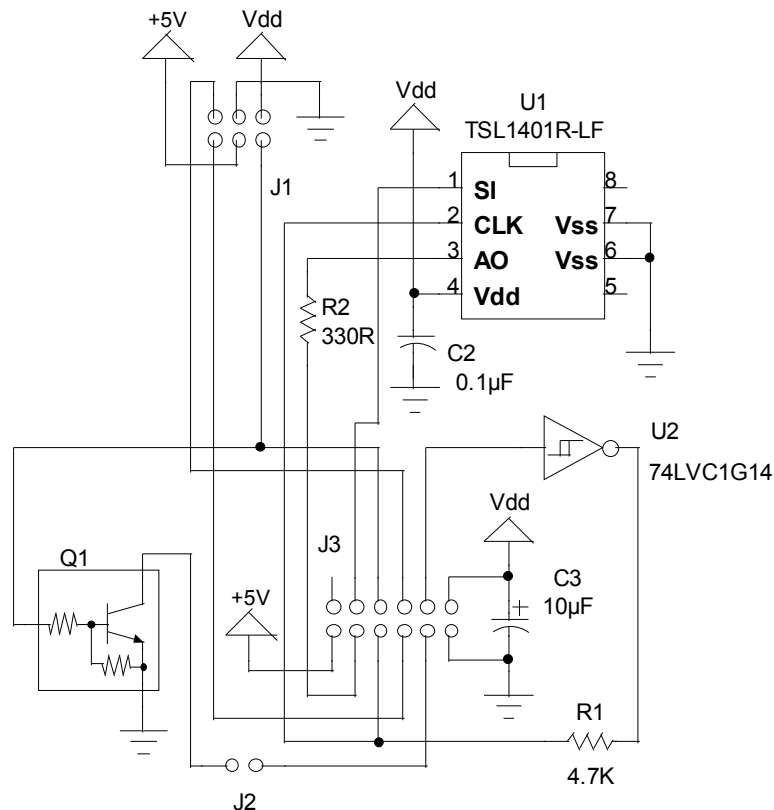 +5V
Vdd
J1
Vdd
U1
TSL1401R-LF
1
SI
8
2
CLK
Vss
7
3
AO
Vss
6
4
Vdd
5
R2
330R
C2
0.1µF
U2
74LVC1G14
Vdd
J3
C3
+
10µF
Q1
+5V
R1
4.7K
J2